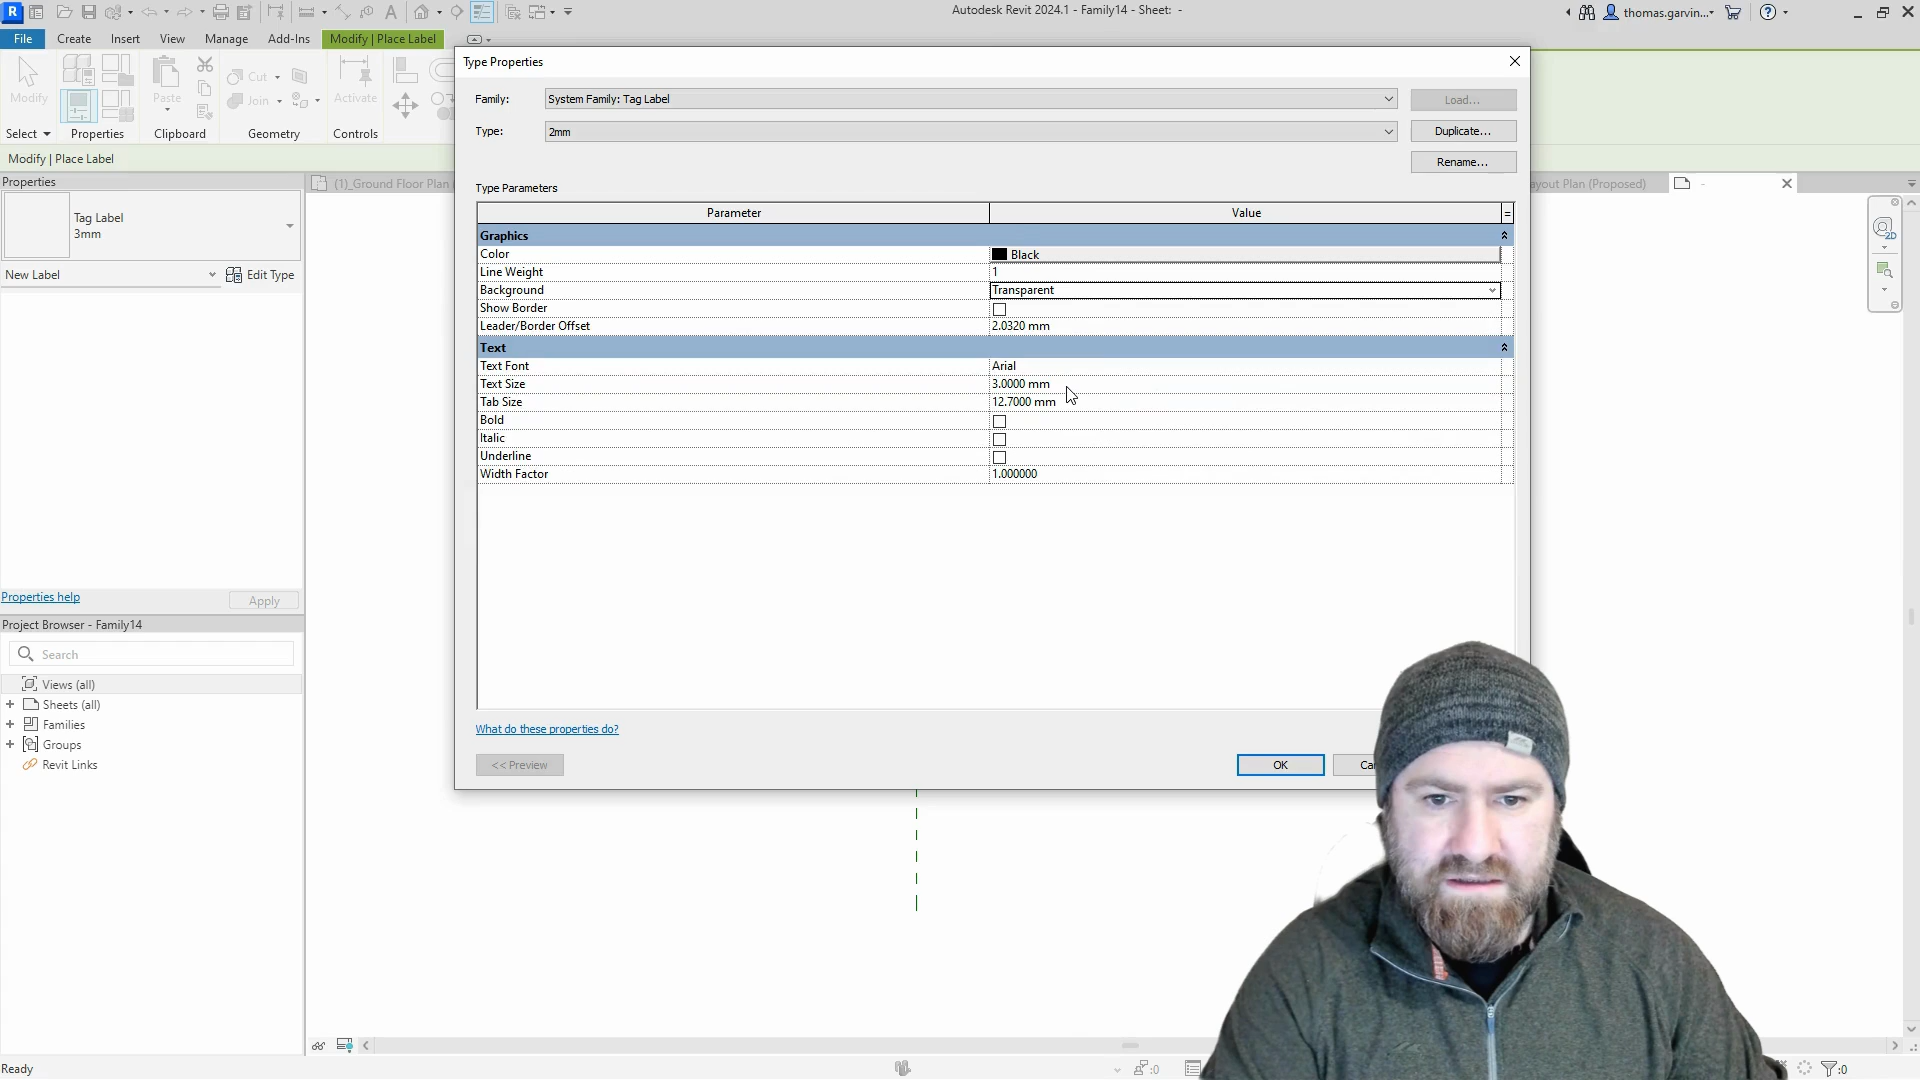 Autodesk Revit 2024.1 - Family14 - Sheet: -
thomas.garvin...
File Create Insert View Manage Add-Ins Modify | Place Label
Modify
Paste
Cut
Join
Activate
Select Properties Clipboard Geometry Controls
Modify | Place Label
Properties
Tag Label
3mm
New Label
Edit Type
Properties help
Apply
Project Browser - Family14
Search
Views (all)
Sheets (all)
Families
Groups
Revit Links
Ready
(1)_Ground Floor Plan
ayout Plan (Proposed)
-
Type Properties
Family:
System Family: Tag Label
Load...
Type:
2mm
Duplicate...
Rename...
Type Parameters
Parameter Value =
Graphics
Color Black
Line Weight 1
Background Transparent
Show Border
Leader/Border Offset 2.0320 mm
Text
Text Font Arial
Text Size 3.0000 mm
Tab Size 12.7000 mm
Bold
Italic
Underline
Width Factor 1.000000
What do these properties do?
<< Preview
OK
Can
2D
:0
:0